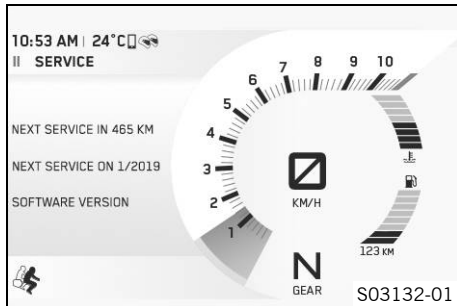 10:53 AM 24°C
SERVICE
NEXT SERVICE IN 465 KM
NEXT SERVICE ON 1/2019
SOFTWARE VERSION
1
2
3
4
5
6
7
8
9
10
0
KM/H
N
GEAR
123 KM
S03132-01